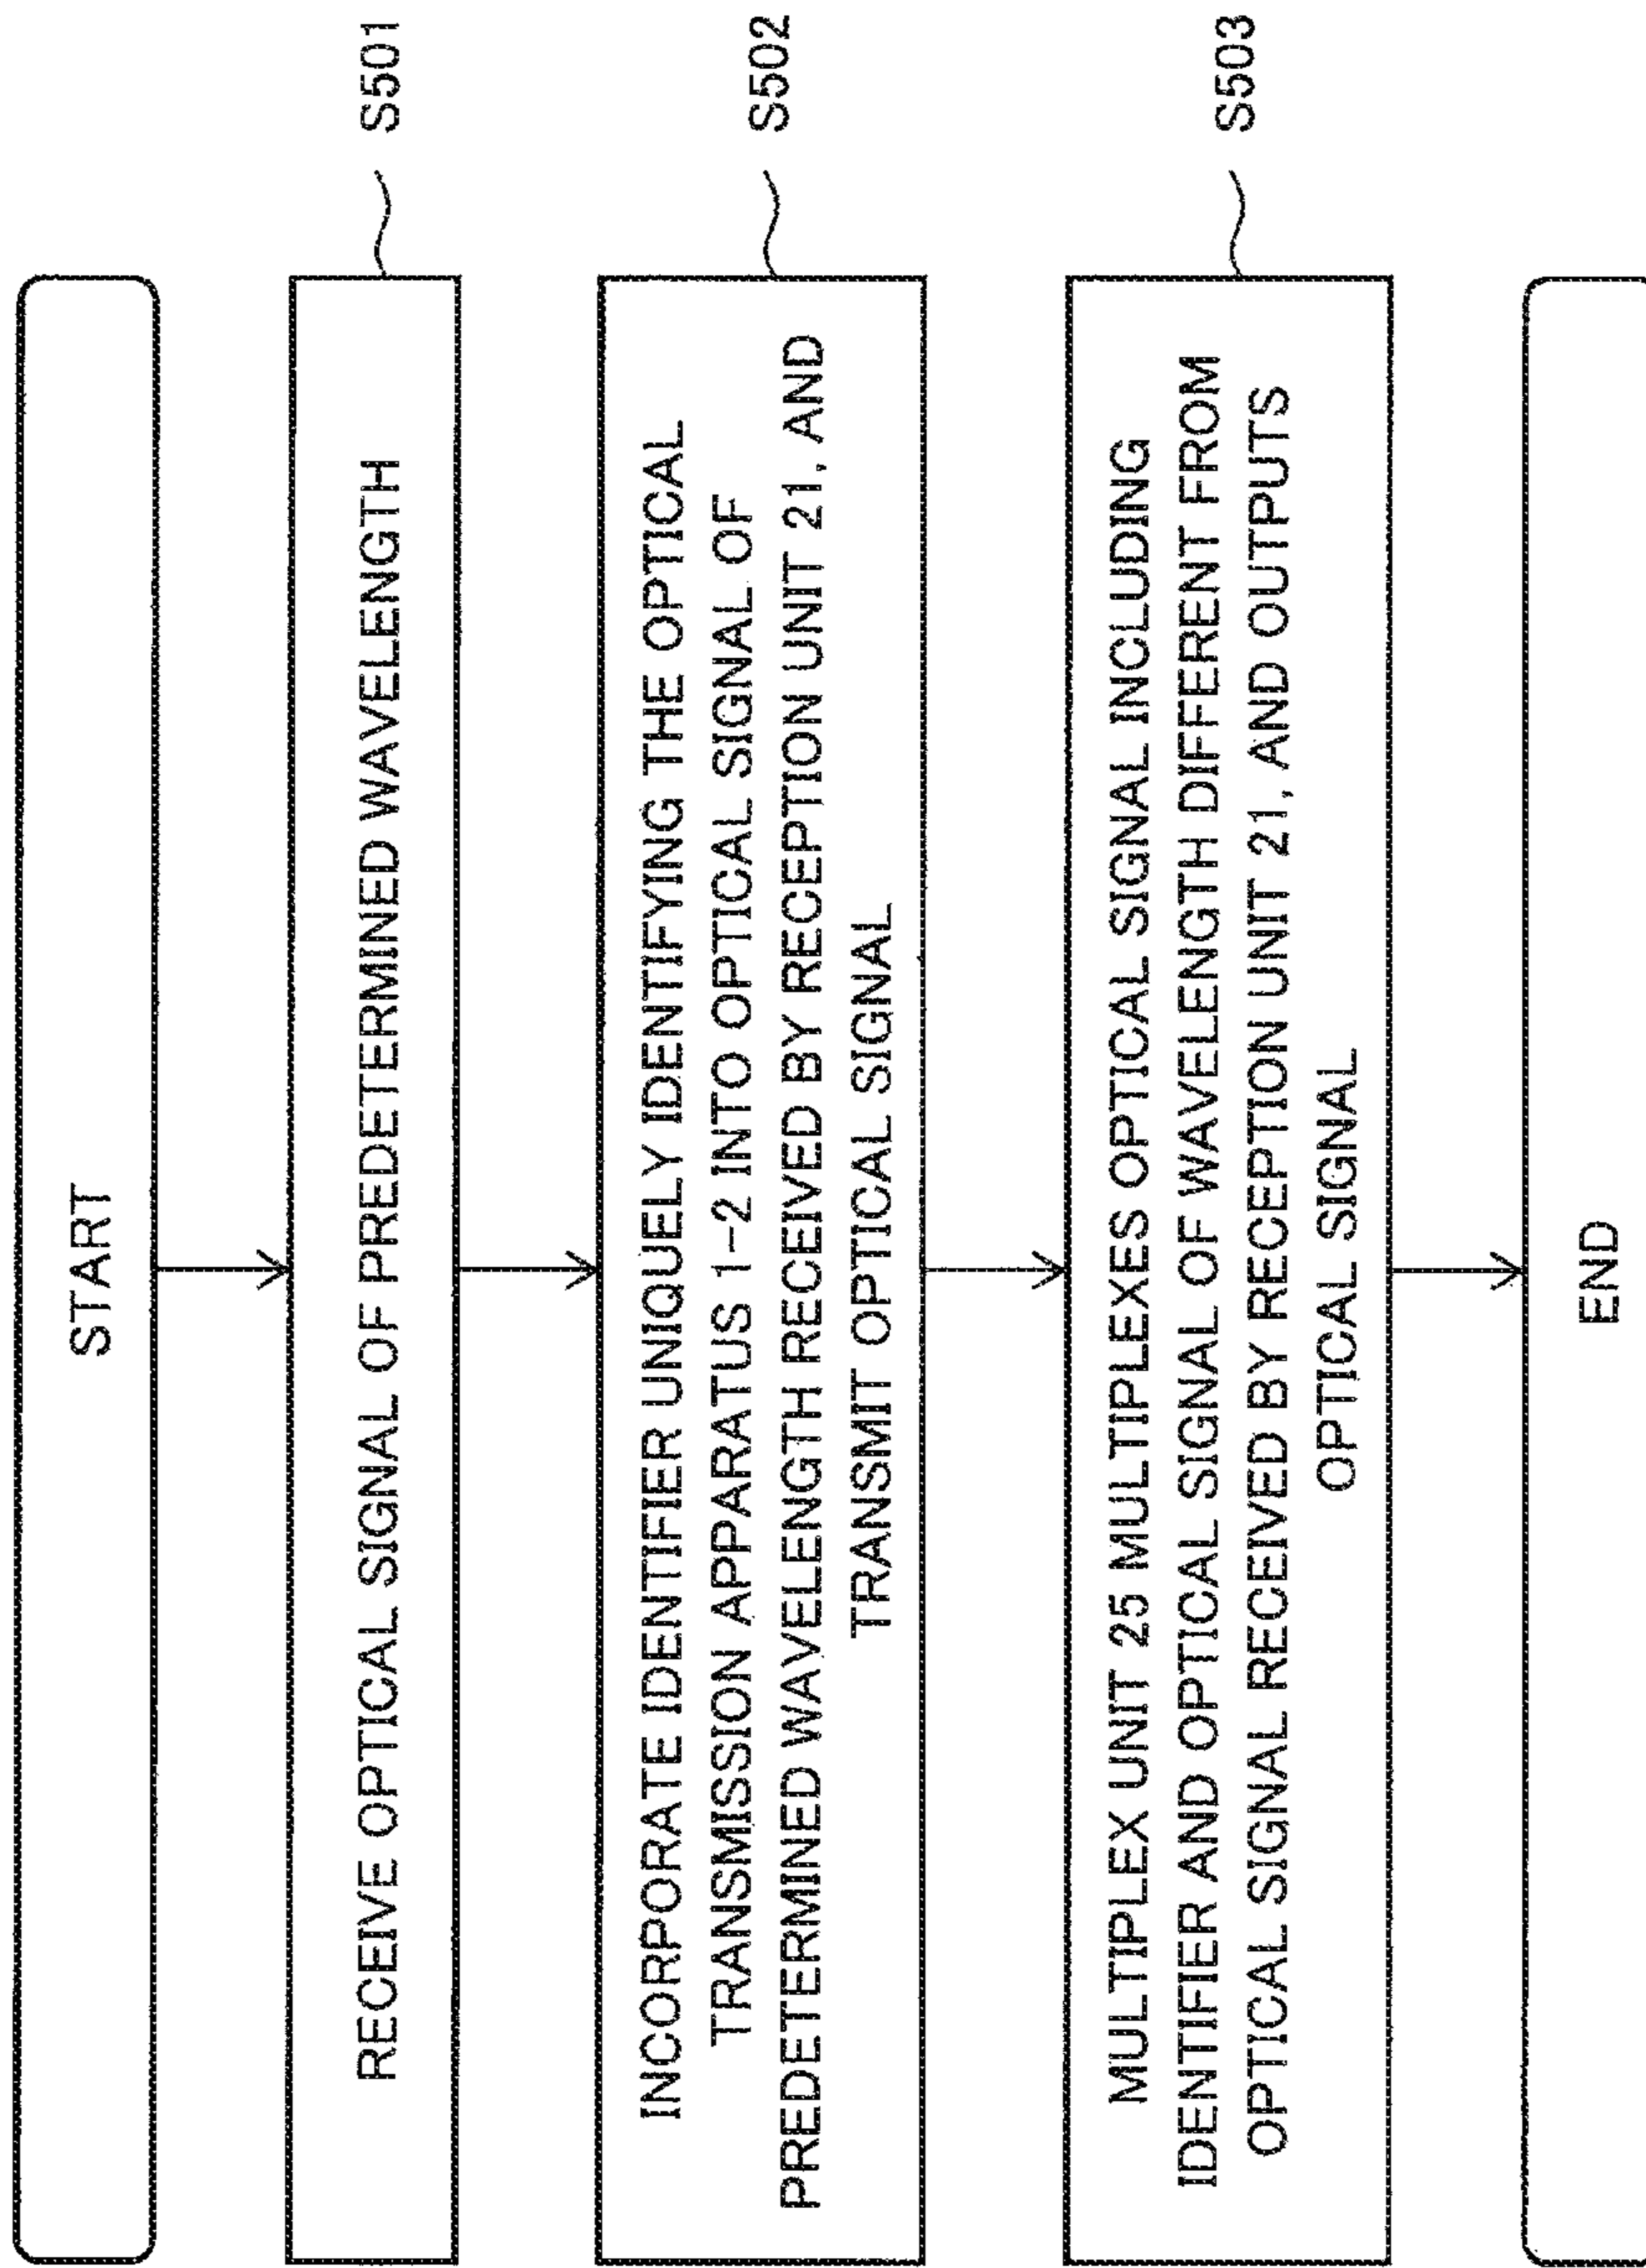 START
RECEIVE OPTICAL SIGNAL OF PREDETERMINED WAVELENGTH
S501
INCORPORATE IDENTIFIER UNIQUELY IDENTIFYING THE OPTICAL
TRANSMISSION APPARATUS 1-2 INTO OPTICAL SIGNAL OF
PREDETERMINED WAVELENGTH RECEIVED BY RECEPTION UNIT 21, AND
TRANSMIT OPTICAL SIGNAL
S502
MULTIPLEX UNIT 25 MULTIPLEXES OPTICAL SIGNAL INCLUDING
IDENTIFIER AND OPTICAL SIGNAL OF WAVELENGTH DIFFERENT FROM
OPTICAL SIGNAL RECEIVED BY RECEPTION UNIT 21, AND OUTPUTS
OPTICAL SIGNAL
S503
END